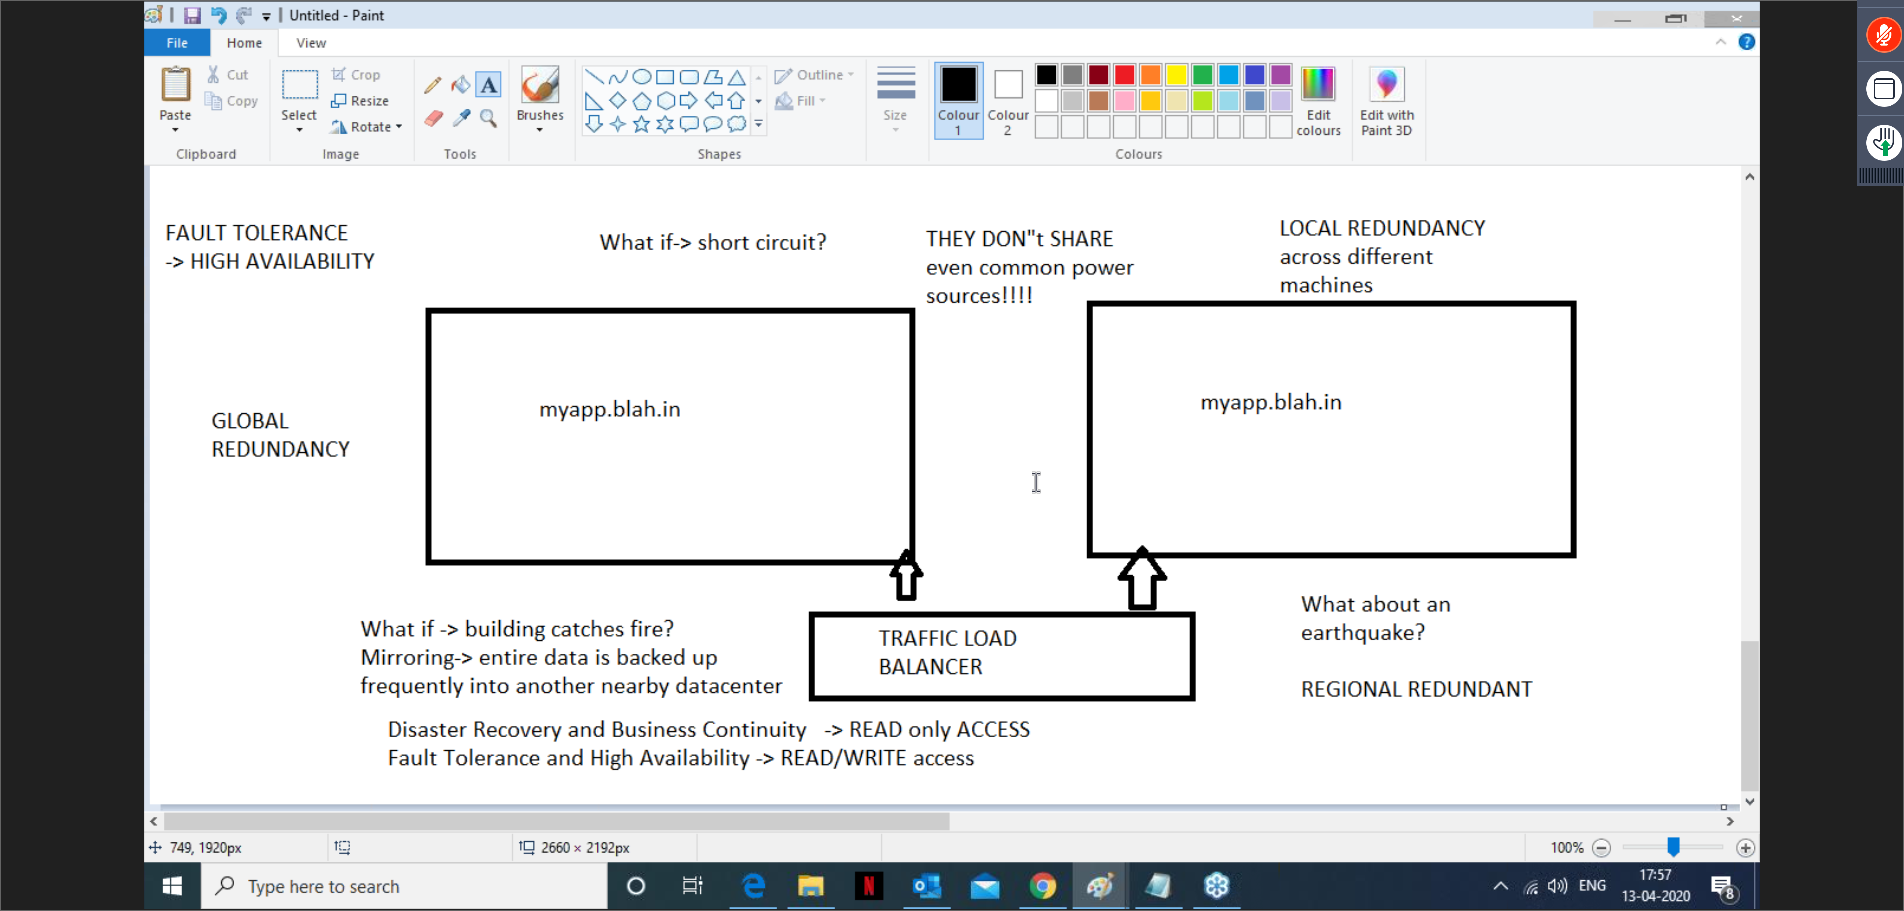 Untitled - Paint
File
Home
View
Paste
Cut
Copy
Clipboard
Select
Crop
Resize
Rotate
Image
Tools
Brushes
Shapes
Outline
Fill
Size
Colour
1
Colour
2
Edit
colours
Edit with
Paint 3D
Colours
FAULT TOLERANCE
-> HIGH AVAILABILITY
What if-> short circuit?
THEY DON"t SHARE
even common power
sources!!!!
LOCAL REDUNDANCY
across different
machines
GLOBAL
REDUNDANCY
myapp.blah.in
myapp.blah.in
What if -> building catches fire?
Mirroring-> entire data is backed up
frequently into another nearby datacenter
TRAFFIC LOAD
BALANCER
What about an
earthquake?
REGIONAL REDUNDANT
Disaster Recovery and Business Continuity -> READ only ACCESS
Fault Tolerance and High Availability -> READ/WRITE access
749, 1920px
2660 × 2192px
100%
Type here to search
N
ENG
17:57
13-04-2020
8